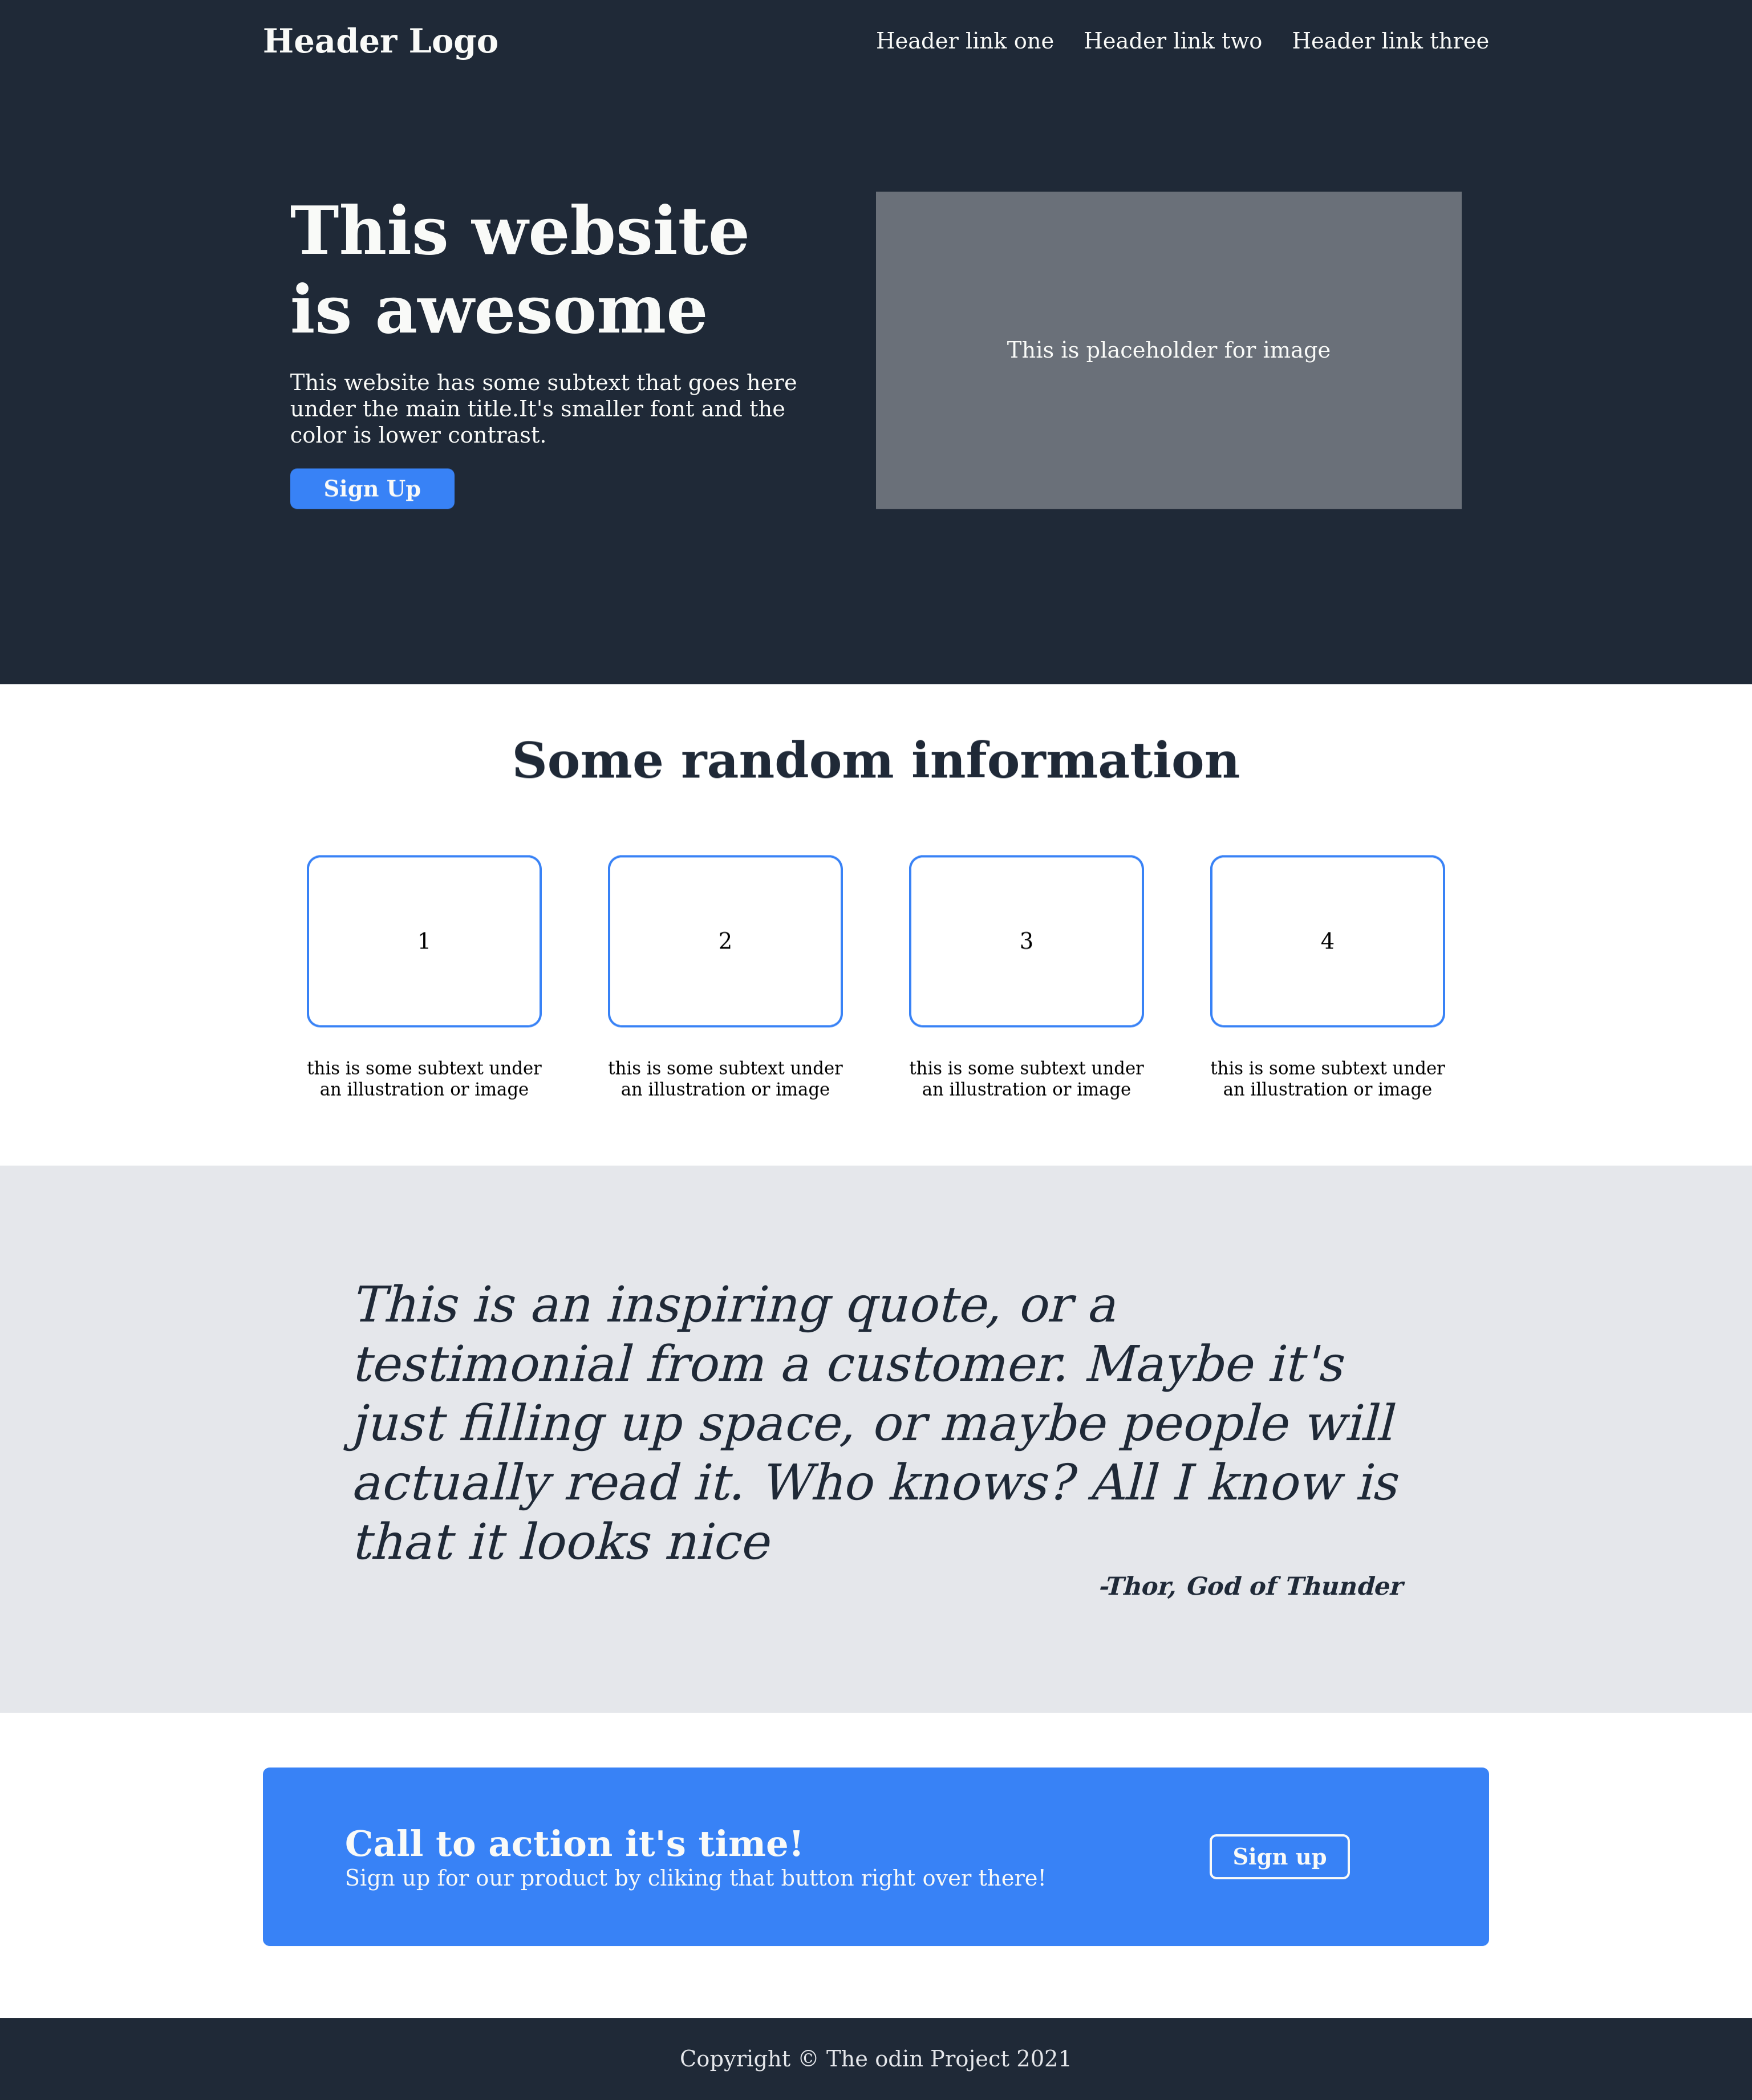 Header Logo
Header link one
Header link two
Header link three
This website
is awesome
This website has some subtext that goes here
under the main title.It's smaller font and the
color is lower contrast.
Sign Up
This is placeholder for image
Some random information
1
2
3
4
this is some subtext under
an illustration or image
this is some subtext under
an illustration or image
this is some subtext under
an illustration or image
this is some subtext under
an illustration or image
This is an inspiring quote, or a
testimonial from a customer. Maybe it's
just filling up space, or maybe people will
actually read it. Who knows? All I know is
that it looks nice
-Thor, God of Thunder
Call to action it's time!
Sign up for our product by cliking that button right over there!
Sign up
Copyright © The odin Project 2021